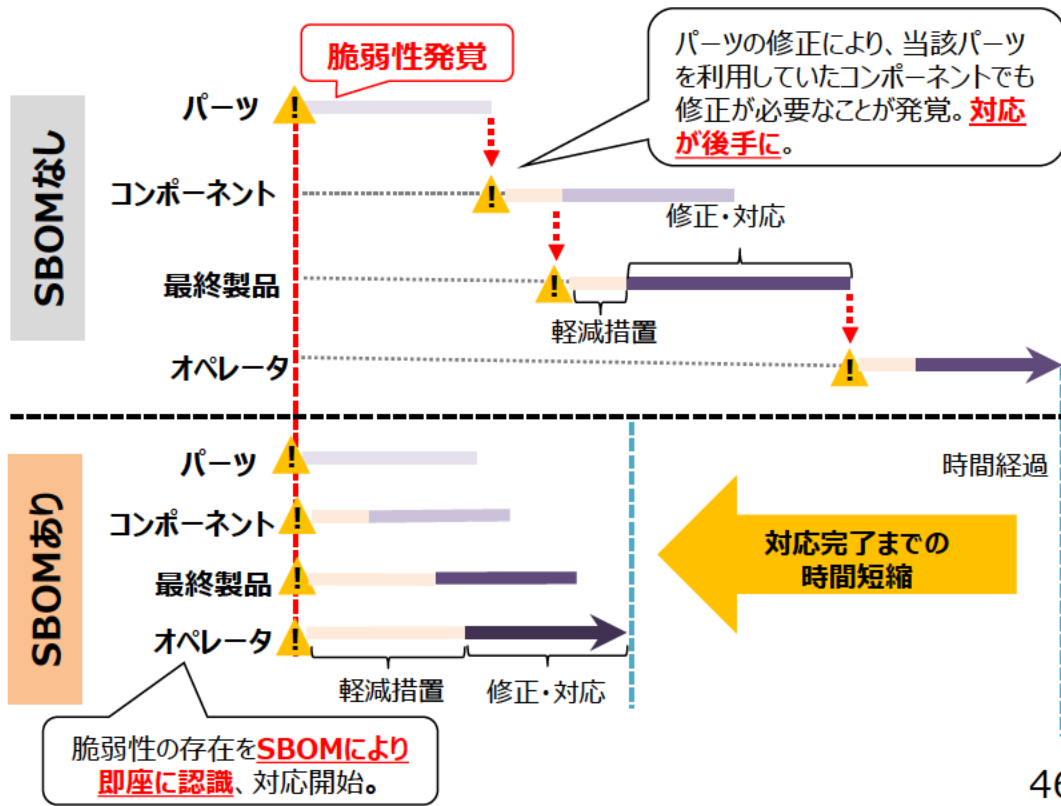 SBOMなし
脆弱性発覚
パーツの修正により、当該パーツ
を利用していたコンポーネントでも
修正が必要なことが発覚。対応
が後手に。
パーツ
!
コンポーネント
!
修正・対応
最終製品
!
軽減措置
オペレータ
!
SBOMあり
パーツ
!
時間経過
コンポーネント
!
対応完了までの
時間短縮
最終製品
!
オペレータ
!
軽減措置
修正・対応
脆弱性の存在をSBOMにより
即座に認識、対応開始。
46